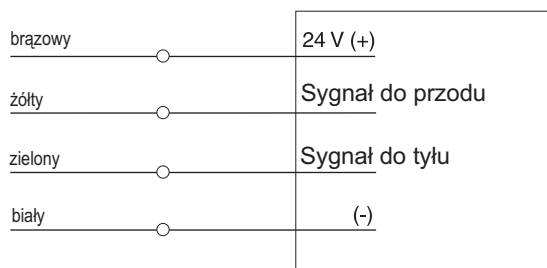 brązowy 24 V (+)
żółty Sygnał do przodu
zielony Sygnał do tyłu
biały (-)